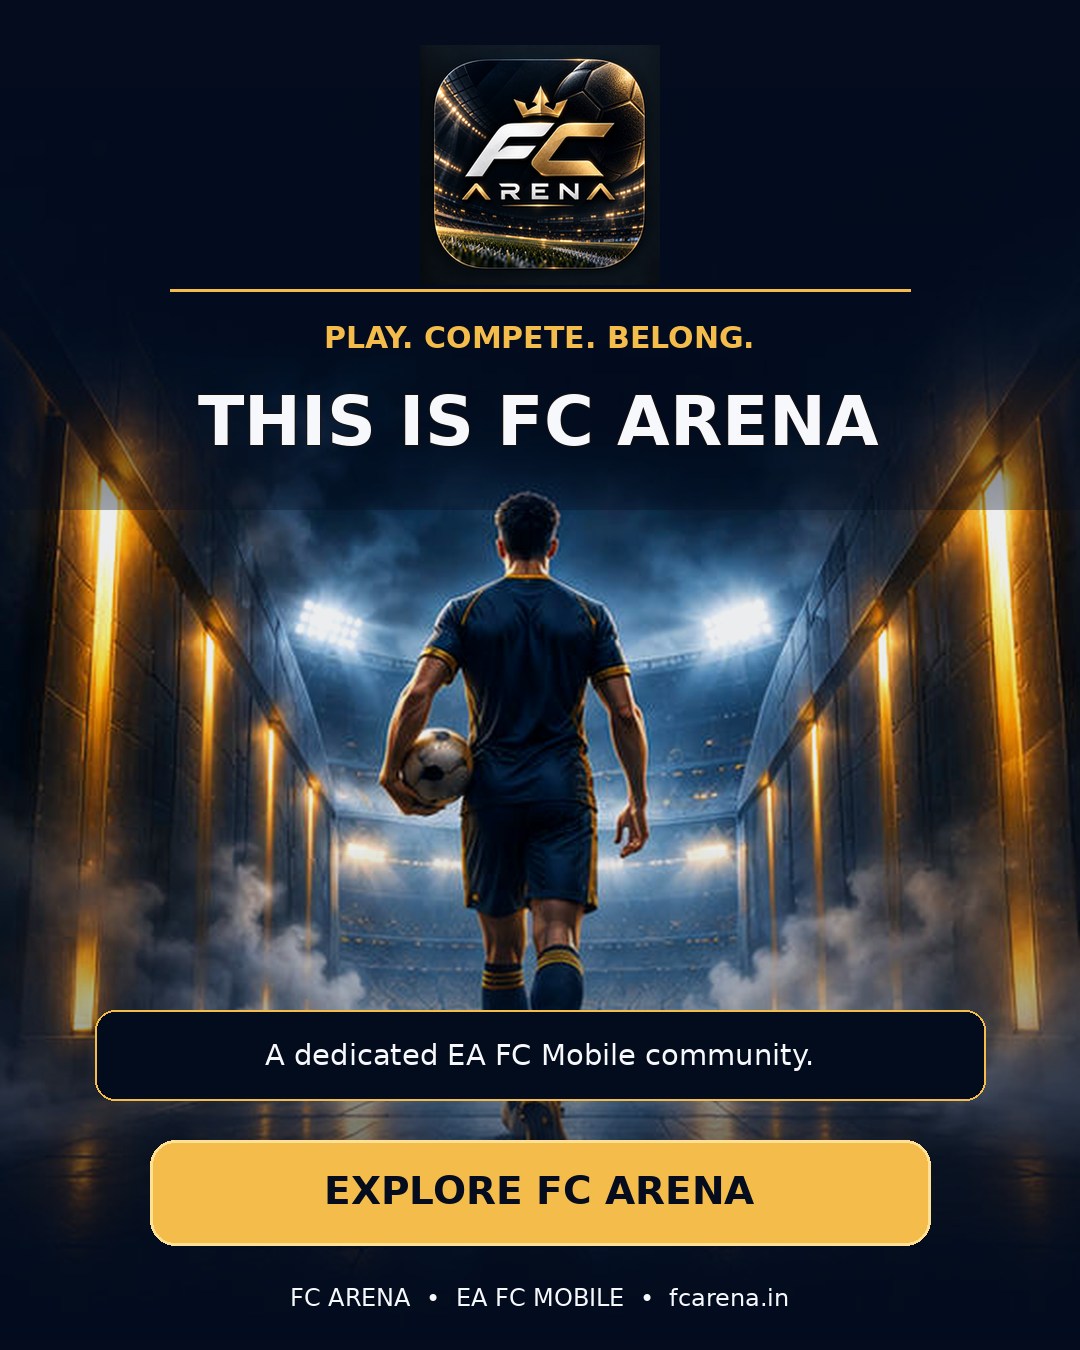 FC
ARENA
PLAY. COMPETE. BELONG.
THIS IS FC ARENA
A dedicated EA FC Mobile community.
EXPLORE FC ARENA
FC ARENA • EA FC MOBILE • fcarena.in